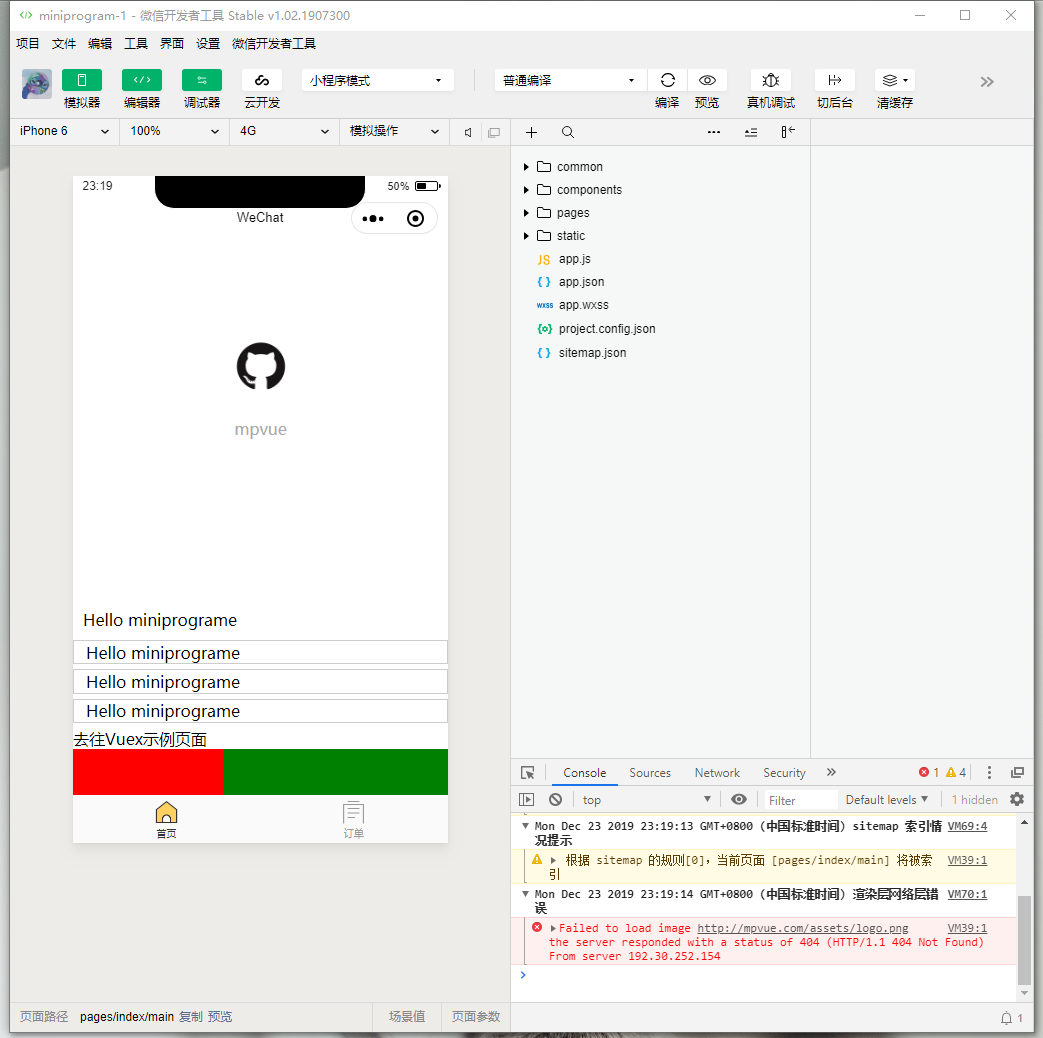 miniprogram-1 - 微信开发者工具 Stable v1.02.1907300
项目 文件 编辑 工具 界面 设置 微信开发者工具
模拟器 编辑器 调试器 云开发 小程序模式 普通编译 编译 预览 真机调试 切后台 清缓存
iPhone 6 100% 4G 模拟操作
23:19 50%
WeChat
mpvue
Hello miniprograme
Hello miniprograme
Hello miniprograme
Hello miniprograme
去往Vuex示例页面
首页 订单
页面路径 pages/index/main 复制 预览 场景值 页面参数
common
components
pages
static
JS app.js
{ } app.json
wxss app.wxss
{o} project.config.json
{ } sitemap.json
Console Sources Network Security 1 4
top Filter Default levels 1 hidden
Mon Dec 23 2019 23:19:13 GMT+0800 (中国标准时间) sitemap 索引情 VM69:4
况提示
根据 sitemap 的规则[0]，当前页面 [pages/index/main] 将被索 VM39:1
引
Mon Dec 23 2019 23:19:14 GMT+0800 (中国标准时间) 渲染层网络层错 VM70:1
误
Failed to load image http://mpvue.com/assets/logo.png VM39:1
the server responded with a status of 404 (HTTP/1.1 404 Not Found)
From server 192.30.252.154
1